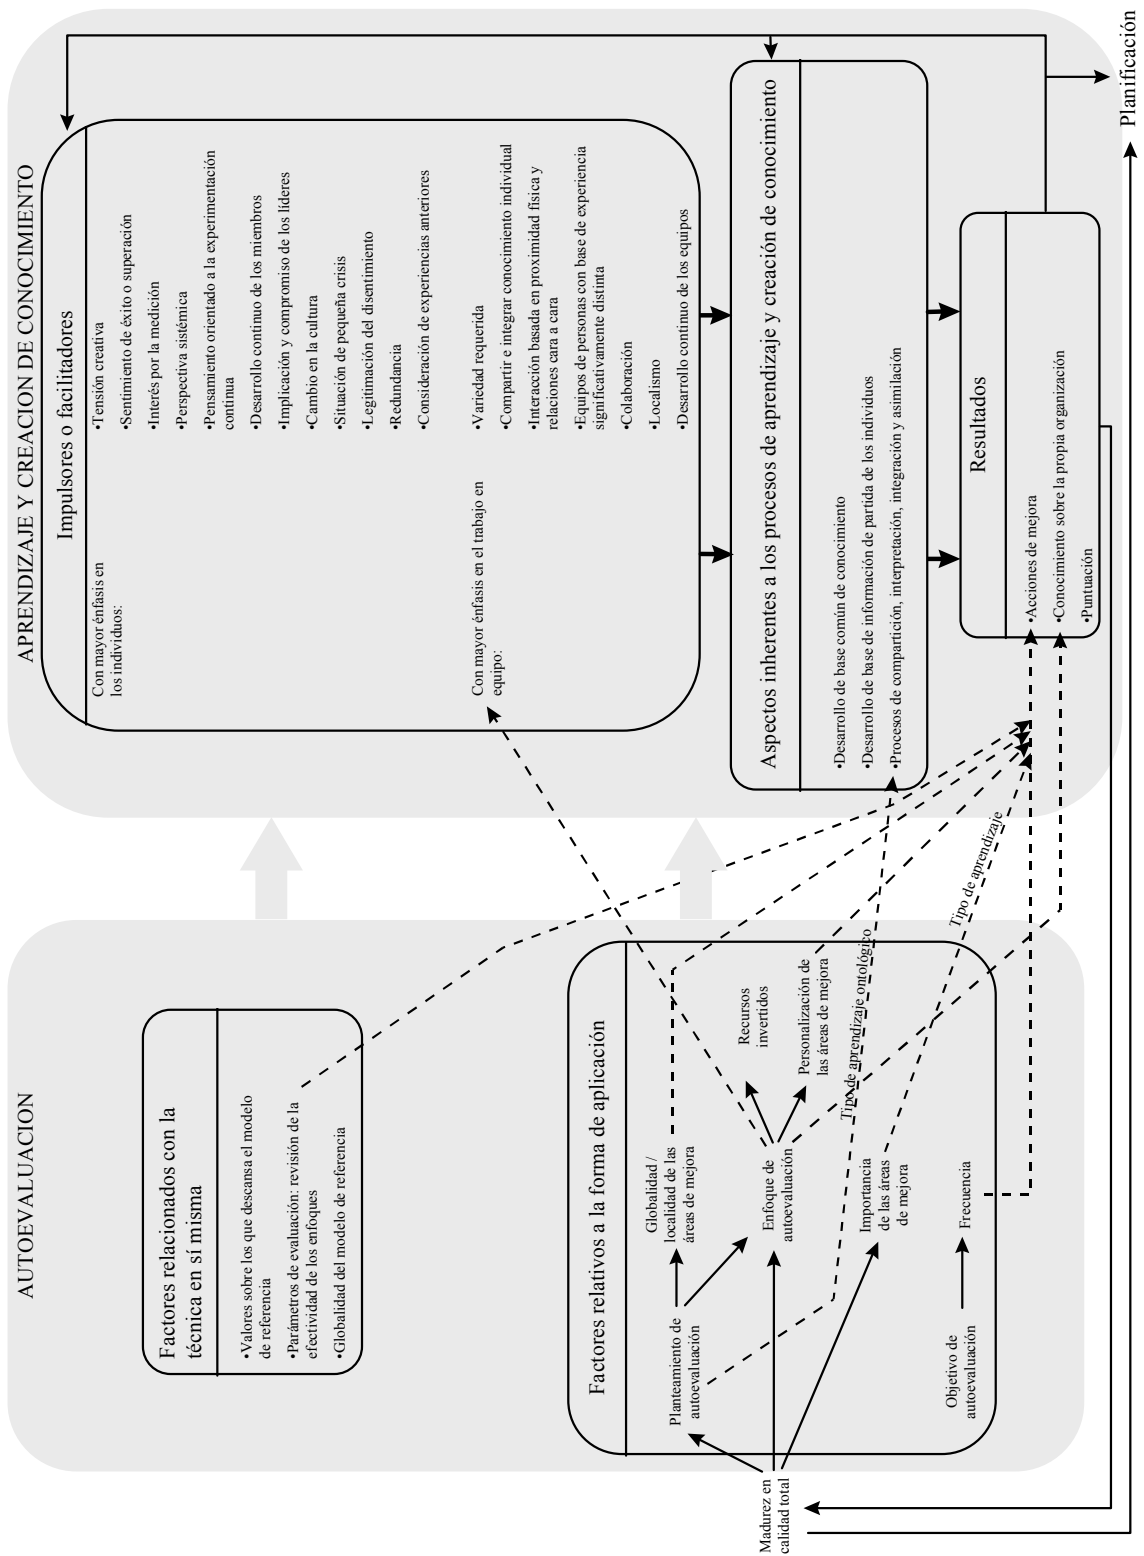 AUTOEVALUACION
Factores relacionados con la
técnica en sí misma
•Valores sobre los que descansa el modelo
de referencia
•Parámetros de evaluación: revisión de la
efectividad de los enfoques
•Globalidad del modelo de referencia
Factores relativos a la forma de aplicación
Planteamiento de
autoevaluación
Globalidad /
localidad de las
áreas de mejora
Enfoque de
autoevaluación
Recursos
invertidos
Personalización de
las áreas de mejora
Tipo de aprendizaje ontológico
Importancia
de las áreas
de mejora
Tipo de aprendizaje
Objetivo de
autoevaluación
Frecuencia
Madurez en
calidad total
APRENDIZAJE Y CREACION DE CONOCIMIENTO
Impulsores o facilitadores
Con mayor énfasis en
los individuos:
•Tensión creativa
•Sentimiento de éxito o superación
•Interés por la medición
•Perspectiva sistémica
•Pensamiento orientado a la experimentación
continua
•Desarrollo continuo de los miembros
•Implicación y compromiso de los líderes
•Cambio en la cultura
•Situación de pequeña crisis
•Legitimación del disentimiento
•Redundancia
•Consideración de experiencias anteriores
Con mayor énfasis en el trabajo en
equipo:
•Variedad requerida
•Compartir e integrar conocimiento individual
•Interacción basada en proximidad física y
relaciones cara a cara
•Equipos de personas con base de experiencia
significativamente distinta
•Colaboración
•Localismo
•Desarrollo continuo de los equipos
Aspectos inherentes a los procesos de aprendizaje y creación de conocimiento
•Desarrollo de base común de conocimiento
•Desarrollo de base de información de partida de los individuos
•Procesos de compartición, interpretación, integración y asimilación
Resultados
•Acciones de mejora
•Conocimiento sobre la propia organización
•Puntuación
Planificación